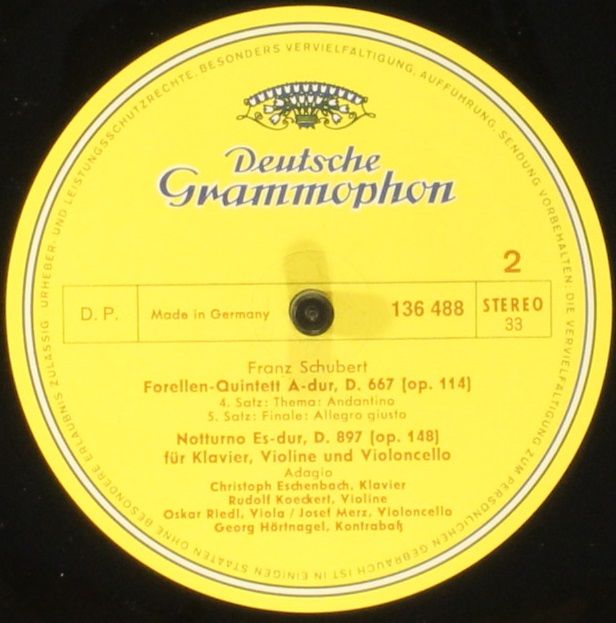 URHEBER- UND LEISTUNGSSCHUTZRECHTE, BESONDERS VERVIELFÄLTIGUNG, AUFFÜHRUNG, SENDUNG VORBEHALTEN: DIE VERVIELFÄLTIGUNG ZUM PERSÖNLICHEN GEBRAUCH IST IN EINIGEN STAATEN OHNE BESONDERE ERLAUBNIS ZULÄSSIG.
Deutsche
Grammophon
2
D. P. Made in Germany 136 488 STEREO
33
Franz Schubert
Forellen-Quintett A-dur, D. 667 (op. 114)
4. Satz: Thema: Andantino
5. Satz: Finale: Allegro giusto
Notturno Es-dur, D. 897 (op. 148)
für Klavier, Violine und Violoncello
Adagio
Christoph Eschenbach, Klavier
Rudolf Koeckert, Violine
Oskar Riedl, Viola / Josef Merz, Violoncello
Georg Hörtnagel, Kontrabaß